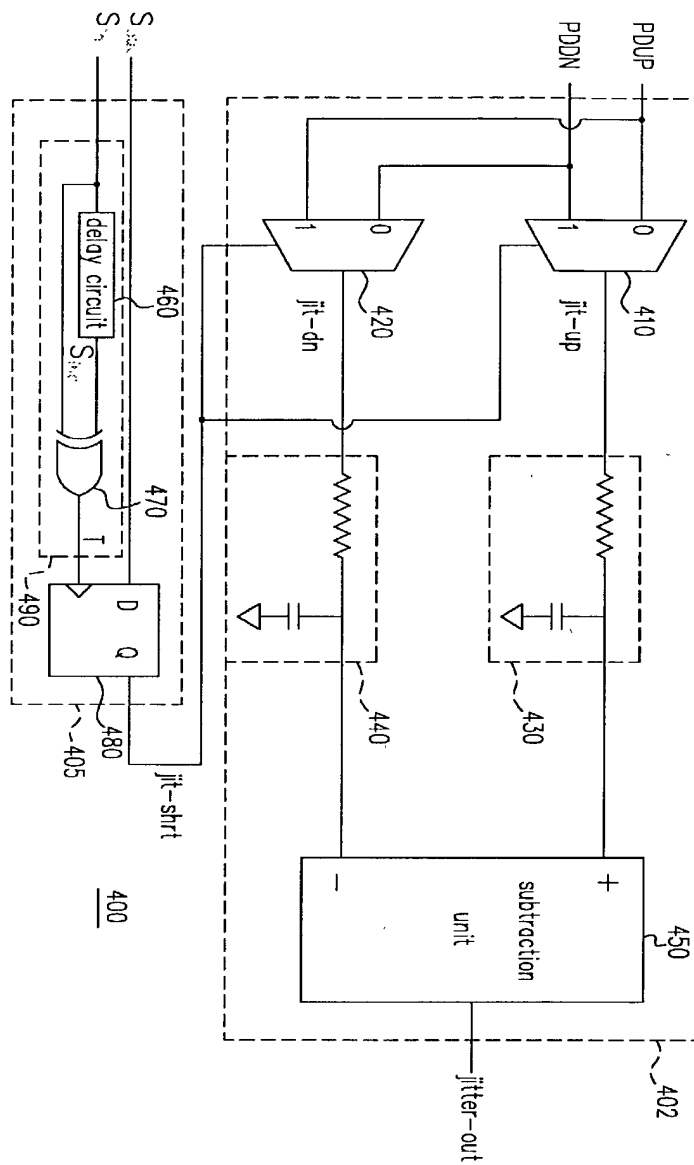 PDUP
PDDN
0
1
410
jit-up
0
1
420
jit-dn
430
440
+
-
subtraction
unit
450
jitter-out
402
S
S
delay circuit
460
S
470
T
490
D
Q
480
405
jit-shrt
400